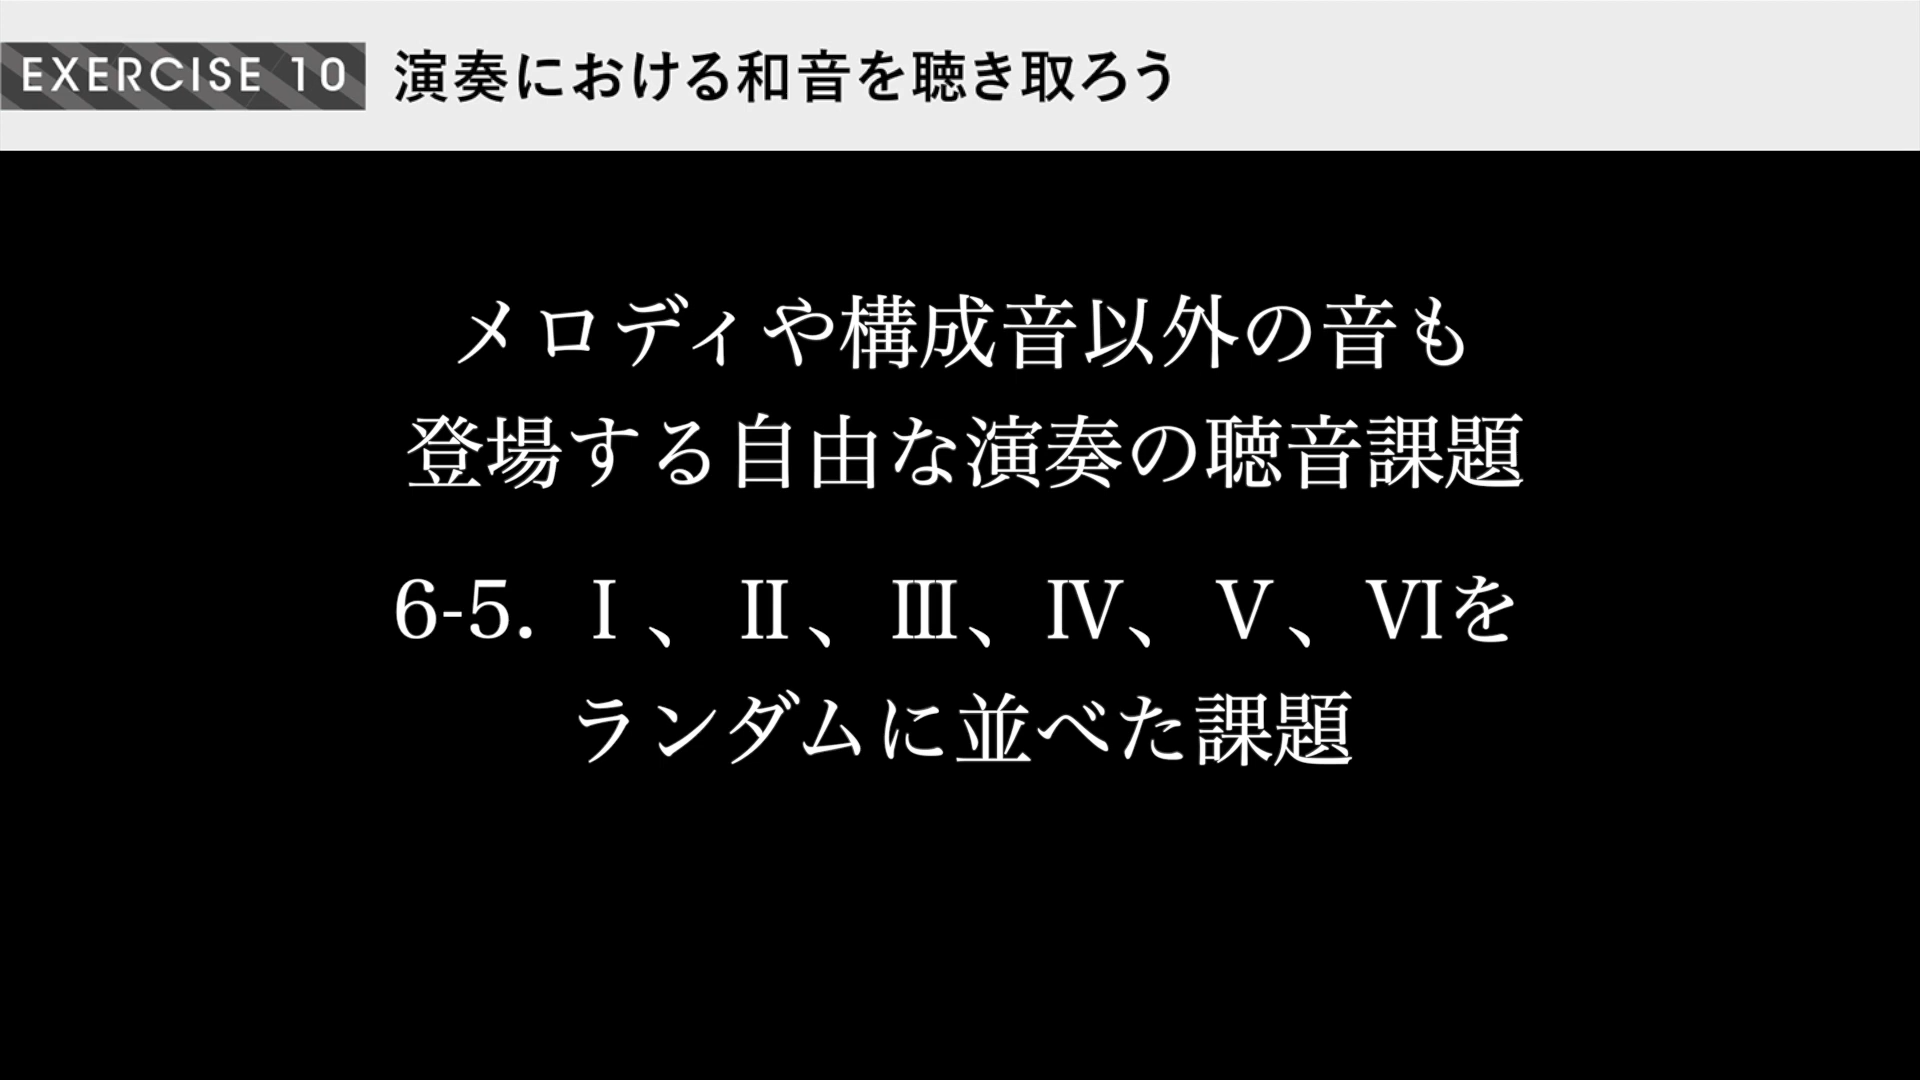 EXERCISE 10 演奏における和音を聴き取ろう
メロディや構成音以外の音も
登場する自由な演奏の聴音課題
6-5. Ⅰ、Ⅱ、Ⅲ、Ⅳ、Ⅴ、Ⅵを
ランダムに並べた課題